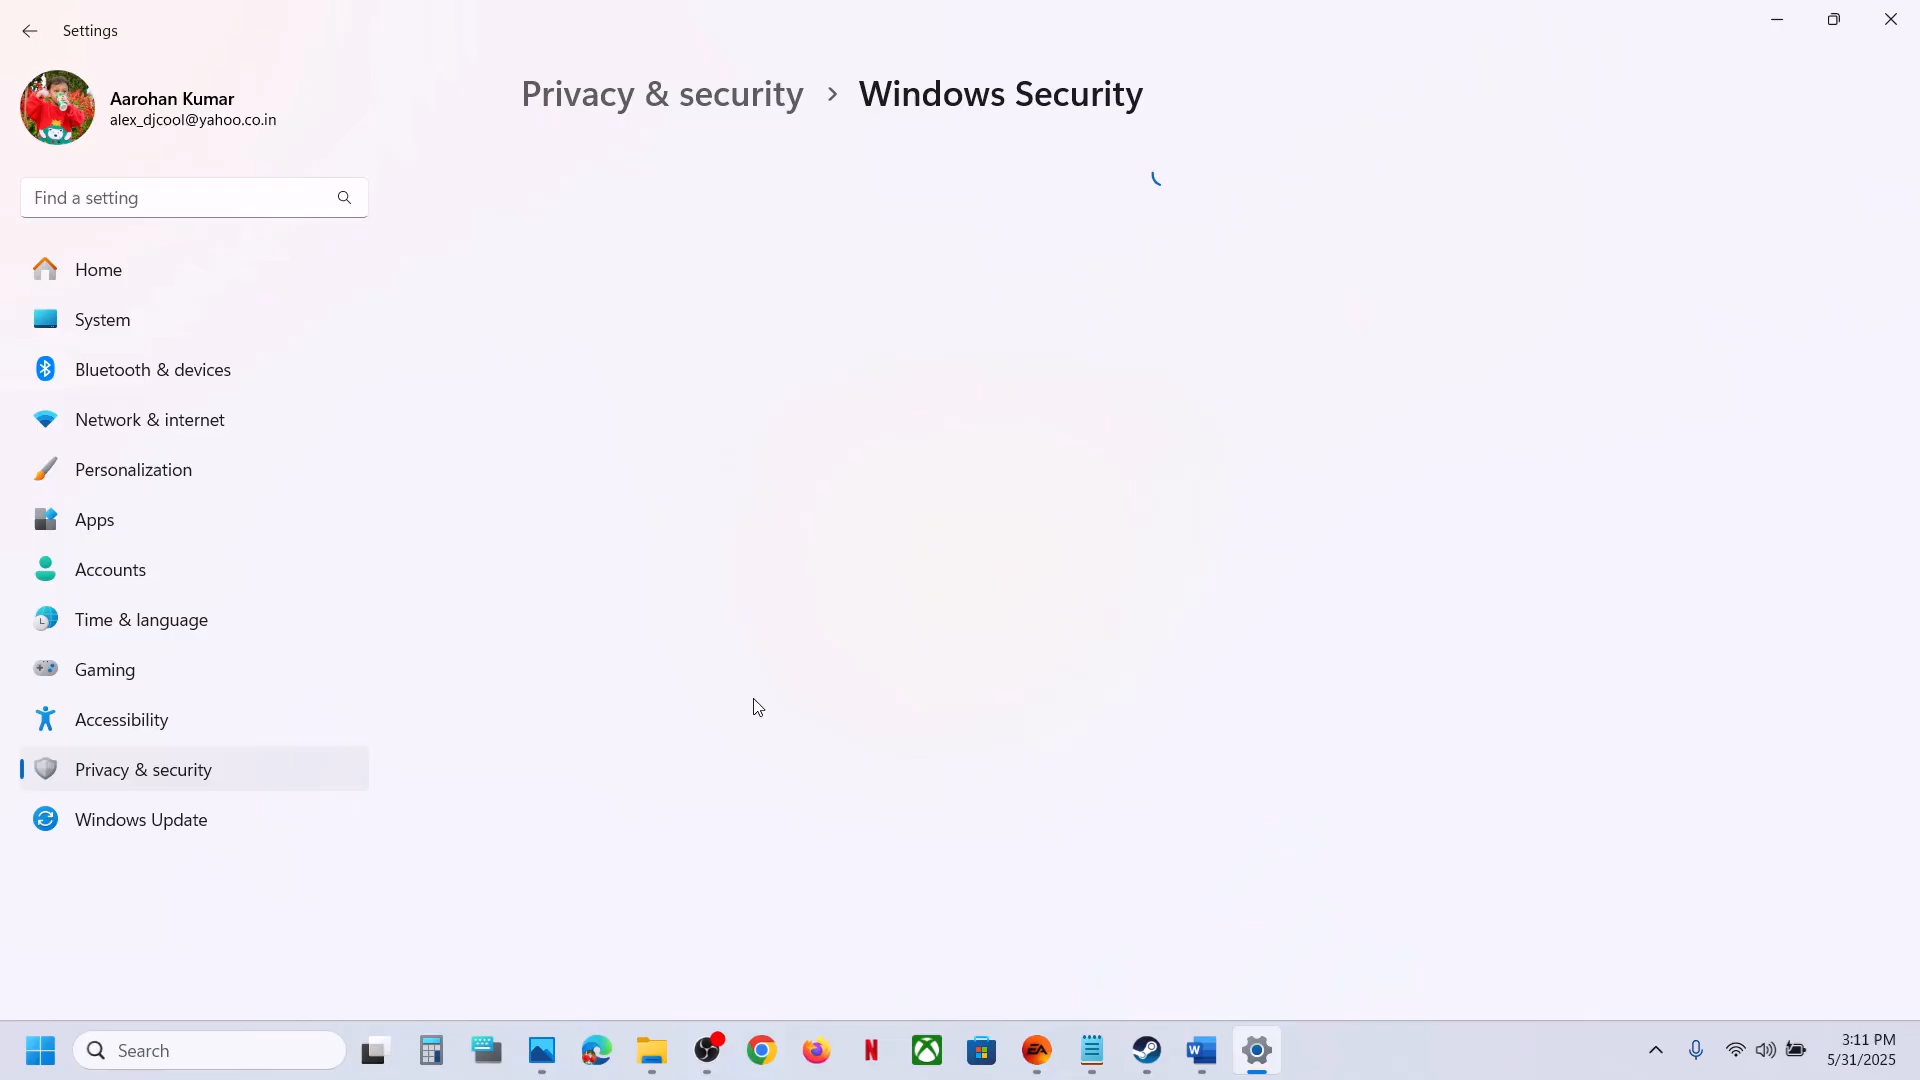 Settings
Aarohan Kumar
alex_djcool@yahoo.co.in
Privacy & security > Windows Security
Find a setting
Home
System
Bluetooth & devices
Network & internet
Personalization
Apps
Accounts
Time & language
Gaming
Accessibility
Privacy & security
Windows Update
Search
3:11 PM
5/31/2025